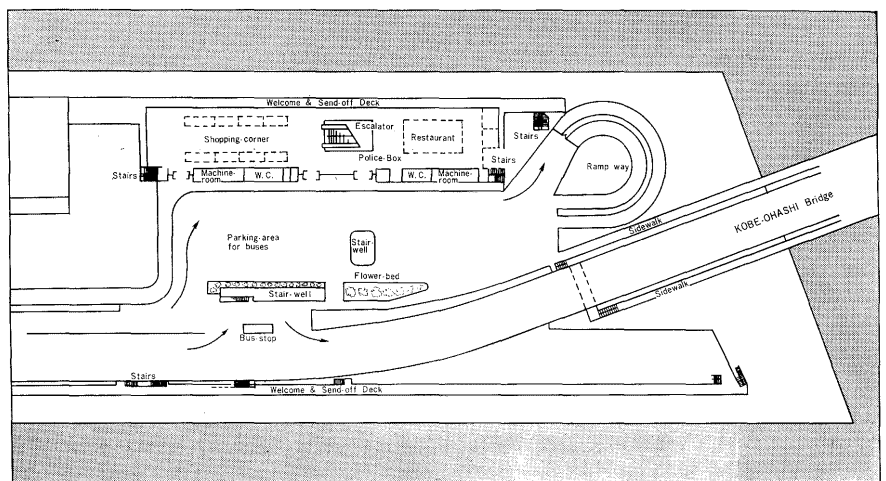 Welcome & Send-off Deck
Escalator
Shopping-corner
Restaurant
Stairs
Police-Box
Stairs
Ramp way
Stairs
Machine-
room
W.C.
W.C.
Machine-
room
KOBE-OHASHI Bridge
Sidewalk
Parking-area
for buses
Stair-
well
Flower-bed
Stair-well
Sidewalk
Bus-stop
Stairs
Welcome & Send-off Deck